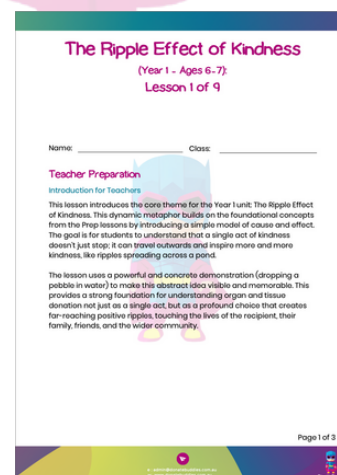 The Ripple Effect of Kindness
(Year 1 - Ages 6-7):
Lesson 1 of 9
Name: Class:
Teacher Preparation
Introduction for Teachers
This lesson introduces the core theme for the Year 1 unit: The Ripple Effect
of Kindness. This dynamic metaphor builds on the foundational concepts
from the Prep lessons by introducing a simple model of cause and effect.
The goal is for students to understand that a single act of kindness
doesn't just stop; it can travel outwards and inspire more and more
kindness, like ripples spreading across a pond.
The lesson uses a powerful and concrete demonstration (dropping a
pebble in water) to make this abstract idea visible and memorable. This
provides a strong foundation for understanding organ and tissue
donation not just as a single act, but as a profound choice that creates
far-reaching positive ripples, touching the lives of the recipient, their
family, friends, and the wider community.
Page 1 of 3